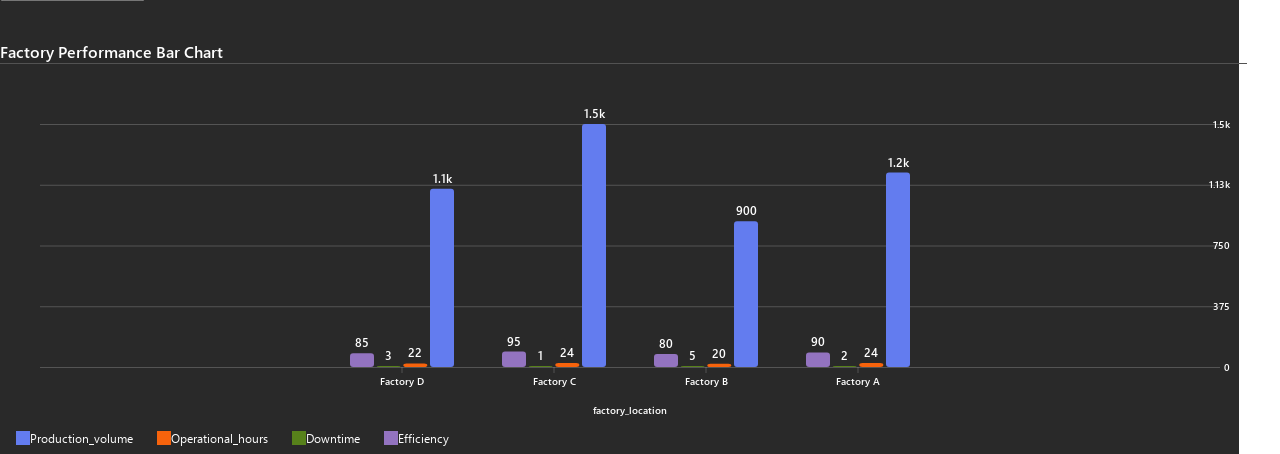 Factory Performance Bar Chart
1.5k
1.5k
1.2k
1.1k
1.13k
900
750
375
85
3
22
95
1
24
80
5
20
90
2
24
0
Factory D
Factory C
Factory B
Factory A
factory_location
Production_volume
Operational_hours
Downtime
Efficiency